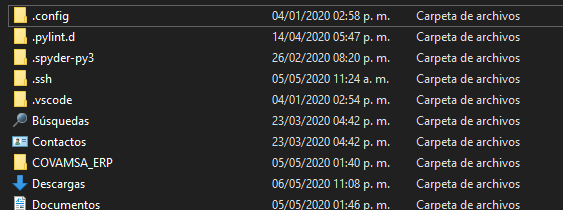 .config 04/01/2020 02:58 p. m. Carpeta de archivos
.pylint.d 14/04/2020 05:47 p. m. Carpeta de archivos
.spyder-py3 26/02/2020 08:20 p. m. Carpeta de archivos
.ssh 05/05/2020 11:24 a. m. Carpeta de archivos
.vscode 04/01/2020 02:54 p. m. Carpeta de archivos
Búsquedas 23/03/2020 04:42 p. m. Carpeta de archivos
Contactos 23/03/2020 04:42 p. m. Carpeta de archivos
COVAMSA_ERP 05/05/2020 01:40 p. m. Carpeta de archivos
Descargas 06/05/2020 11:08 p. m. Carpeta de archivos
Documentos 05/05/2020 01:46 p. m. Carpeta de archivos